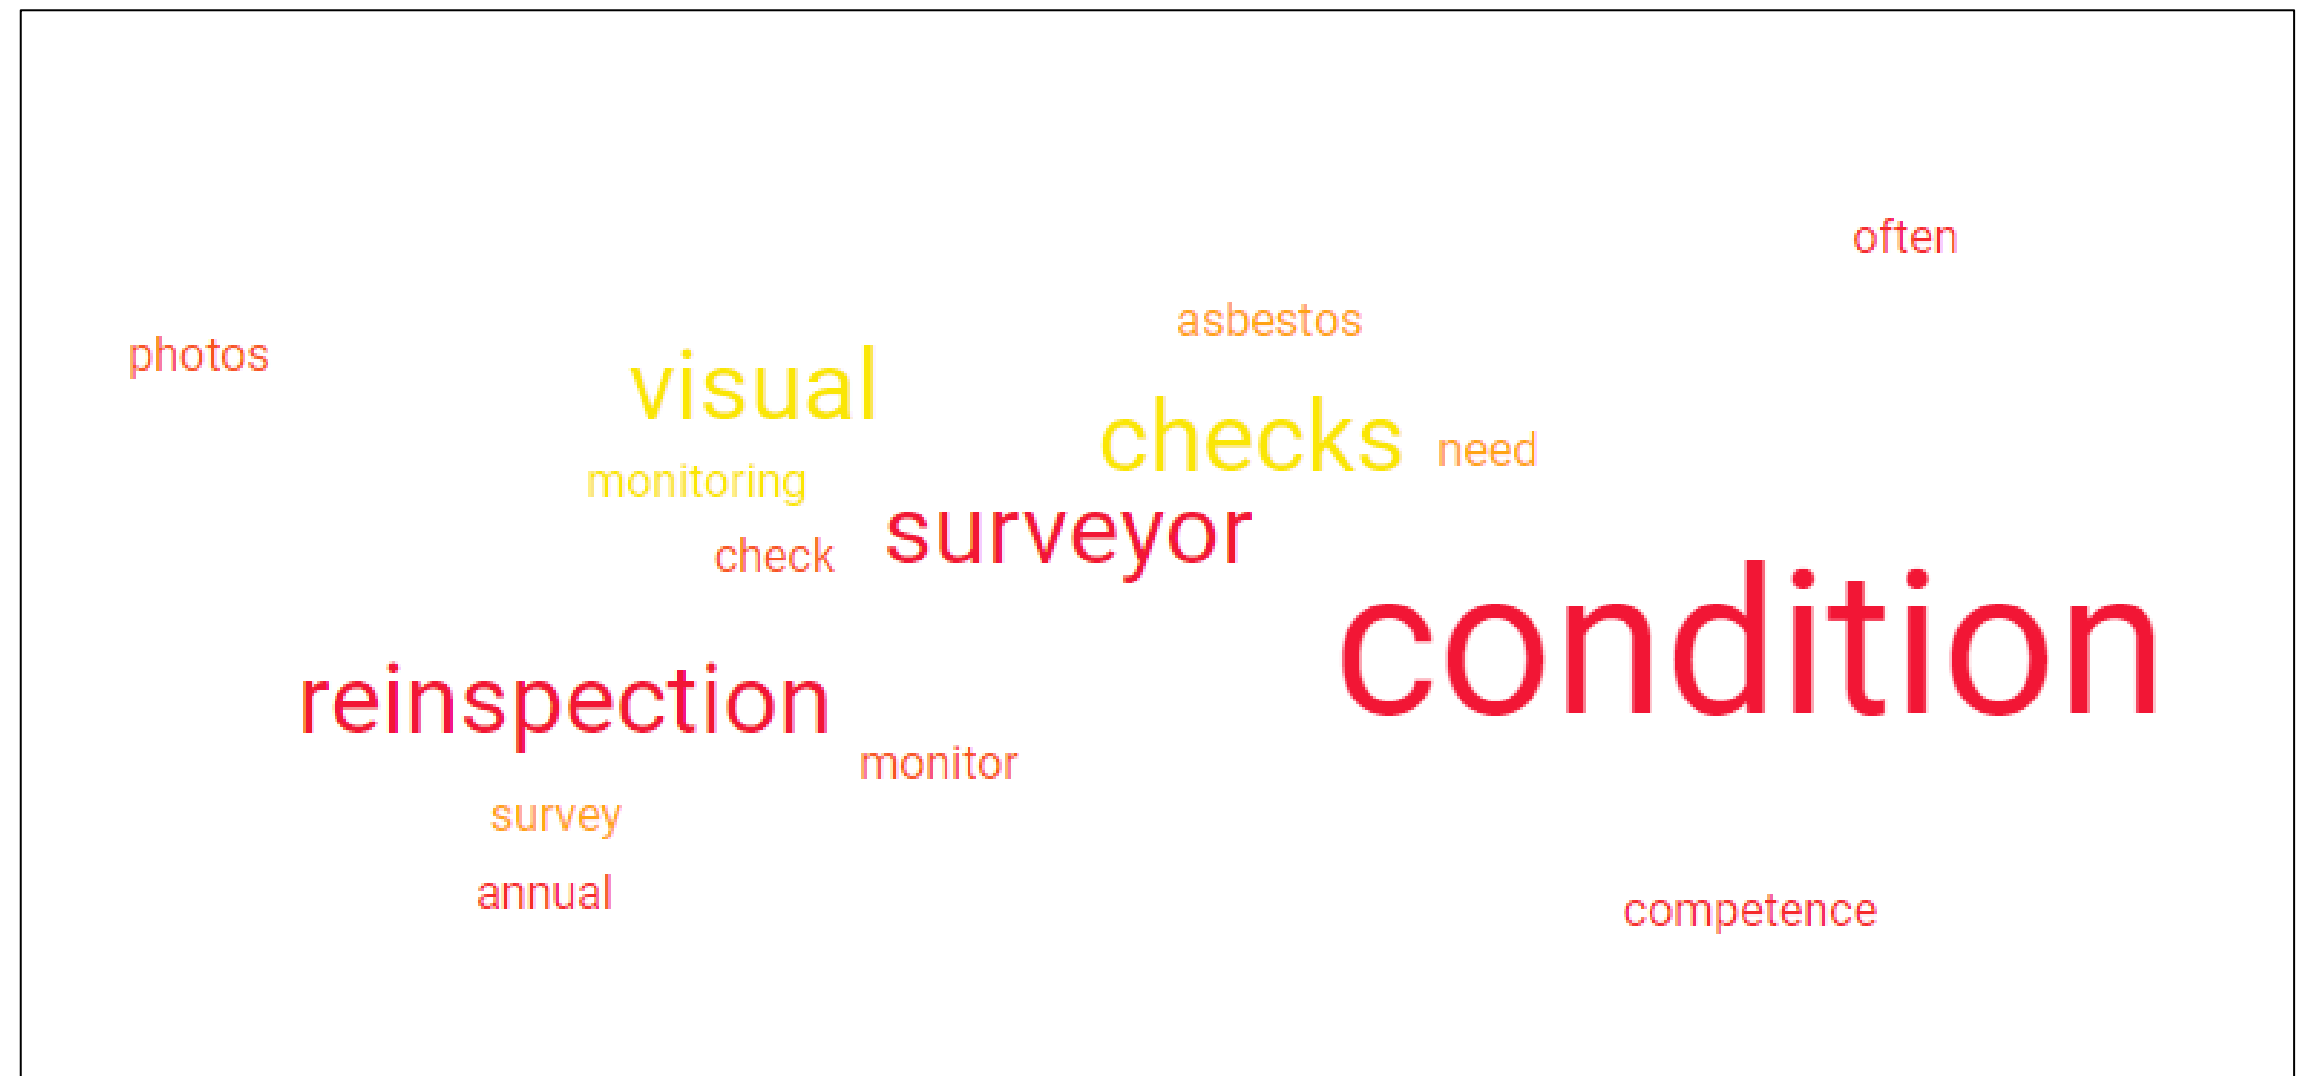 often
asbestos
photos
visual
checks
need
monitoring
surveyor
check
condition
reinspection
monitor
survey
annual
competence